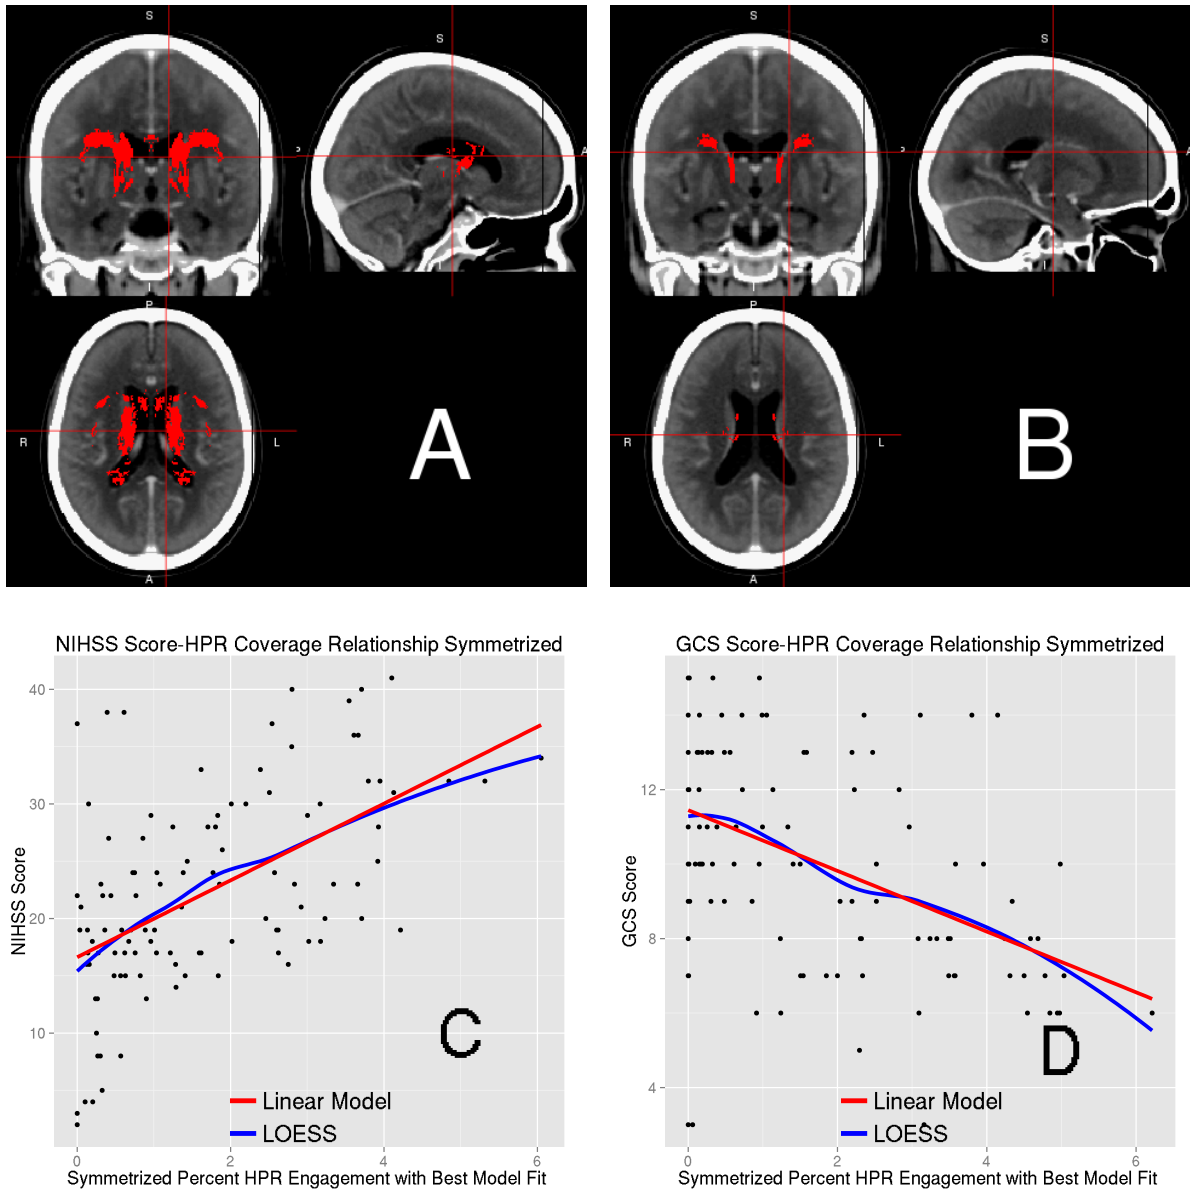 S
S
P
A
I
I
P
R
L
A
A
S
S
P
A
I
I
P
R
L
A
B
NIHSS Score-HPR Coverage Relationship Symmetrized
40
30
20
10
NIHSS Score
C
Linear Model
LOESS
0 2 4 6
Symmetrized Percent HPR Engagement with Best Model Fit
GCS Score-HPR Coverage Relationship Symmetrized
12
8
4
GCS Score
D
Linear Model
LOESS
0 2 4 6
Symmetrized Percent HPR Engagement with Best Model Fit